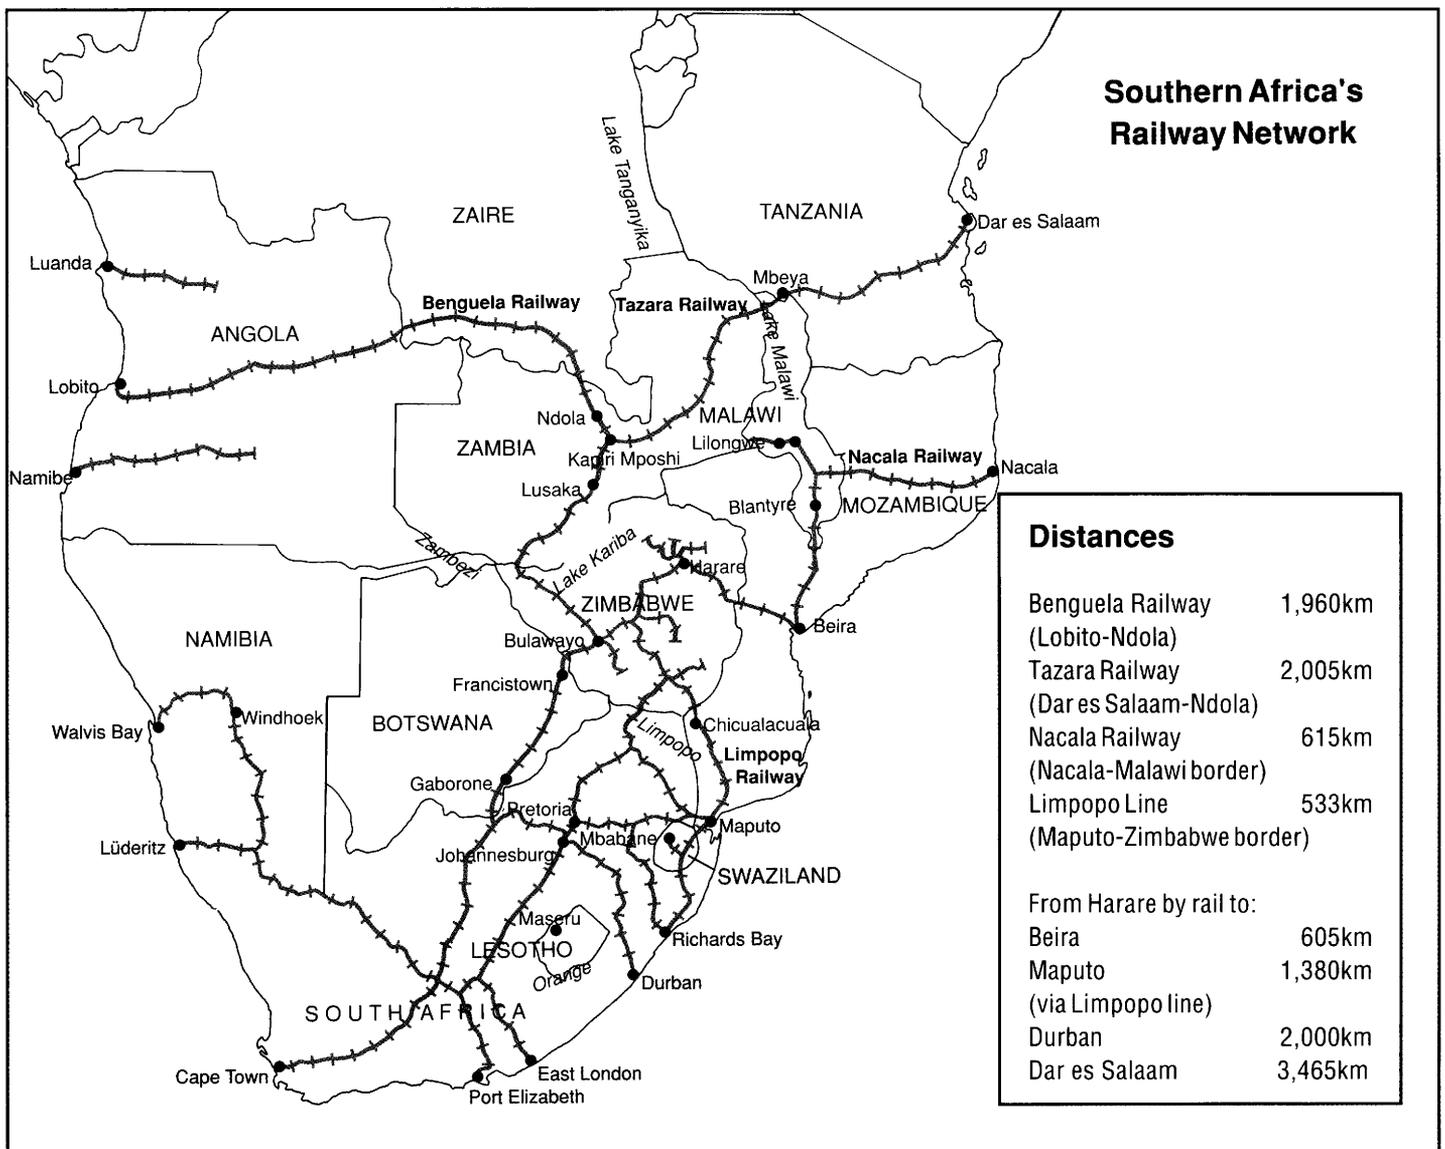 Southern Africa's
Railway Network
Lake Tanganyika
ZAIRE
TANZANIA
Dar es Salaam
Luanda
Mbeya
Benguela Railway
Tazara Railway
Lake Malawi
ANGOLA
Lobito
Ndola
MALAWI
ZAMBIA
Lilongwe
Kapiri Mposhi
Nacala Railway
Nacala
Namibe
Lusaka
Blantyre
MOZAMBIQUE
Zambezi
Lake Kariba
Harare
ZIMBABWE
Beira
NAMIBIA
Bulawayo
Francistown
Windhoek
BOTSWANA
Chicualacuala
Walvis Bay
Limpopo
Limpopo
Railway
Gaborone
Pretoria
Maputo
Mbabane
Lüderitz
Johannesburg
SWAZILAND
Maseru
LESOTHO
Richards Bay
Orange
Durban
SOUTH AFRICA
Cape Town
East London
Port Elizabeth
Distances
Benguela Railway 1,960km
(Lobito-Ndola)
Tazara Railway 2,005km
(Dar es Salaam-Ndola)
Nacala Railway 615km
(Nacala-Malawi border)
Limpopo Line 533km
(Maputo-Zimbabwe border)
From Harare by rail to:
Beira 605km
Maputo 1,380km
(via Limpopo line)
Durban 2,000km
Dar es Salaam 3,465km